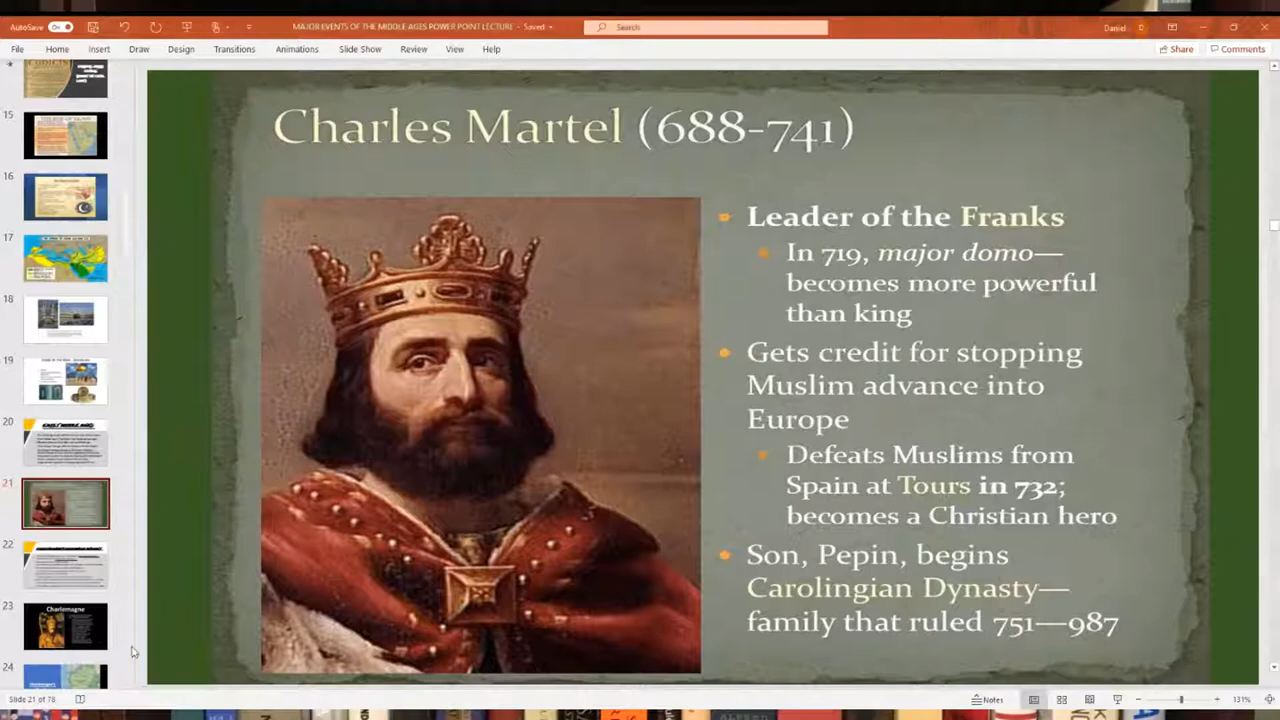 AutoSave
On
MAJOR EVENTS OF THE MIDDLE AGES POWER POINT LECTURE - Saved
Search
Daniel
D
File Home Insert Draw Design Transitions Animations Slide Show Review View Help
Share
Comments
15
16
17
18
19
20
21
22
23
Charlemagne
24
Charles Martel (688-741)
Leader of the Franks
In 719, major domo—
becomes more powerful
than king
Gets credit for stopping
Muslim advance into
Europe
Defeats Muslims from
Spain at Tours in 732;
becomes a Christian hero
Son, Pepin, begins
Carolingian Dynasty—
family that ruled 751—987
Slide 21 of 78
Notes
131%